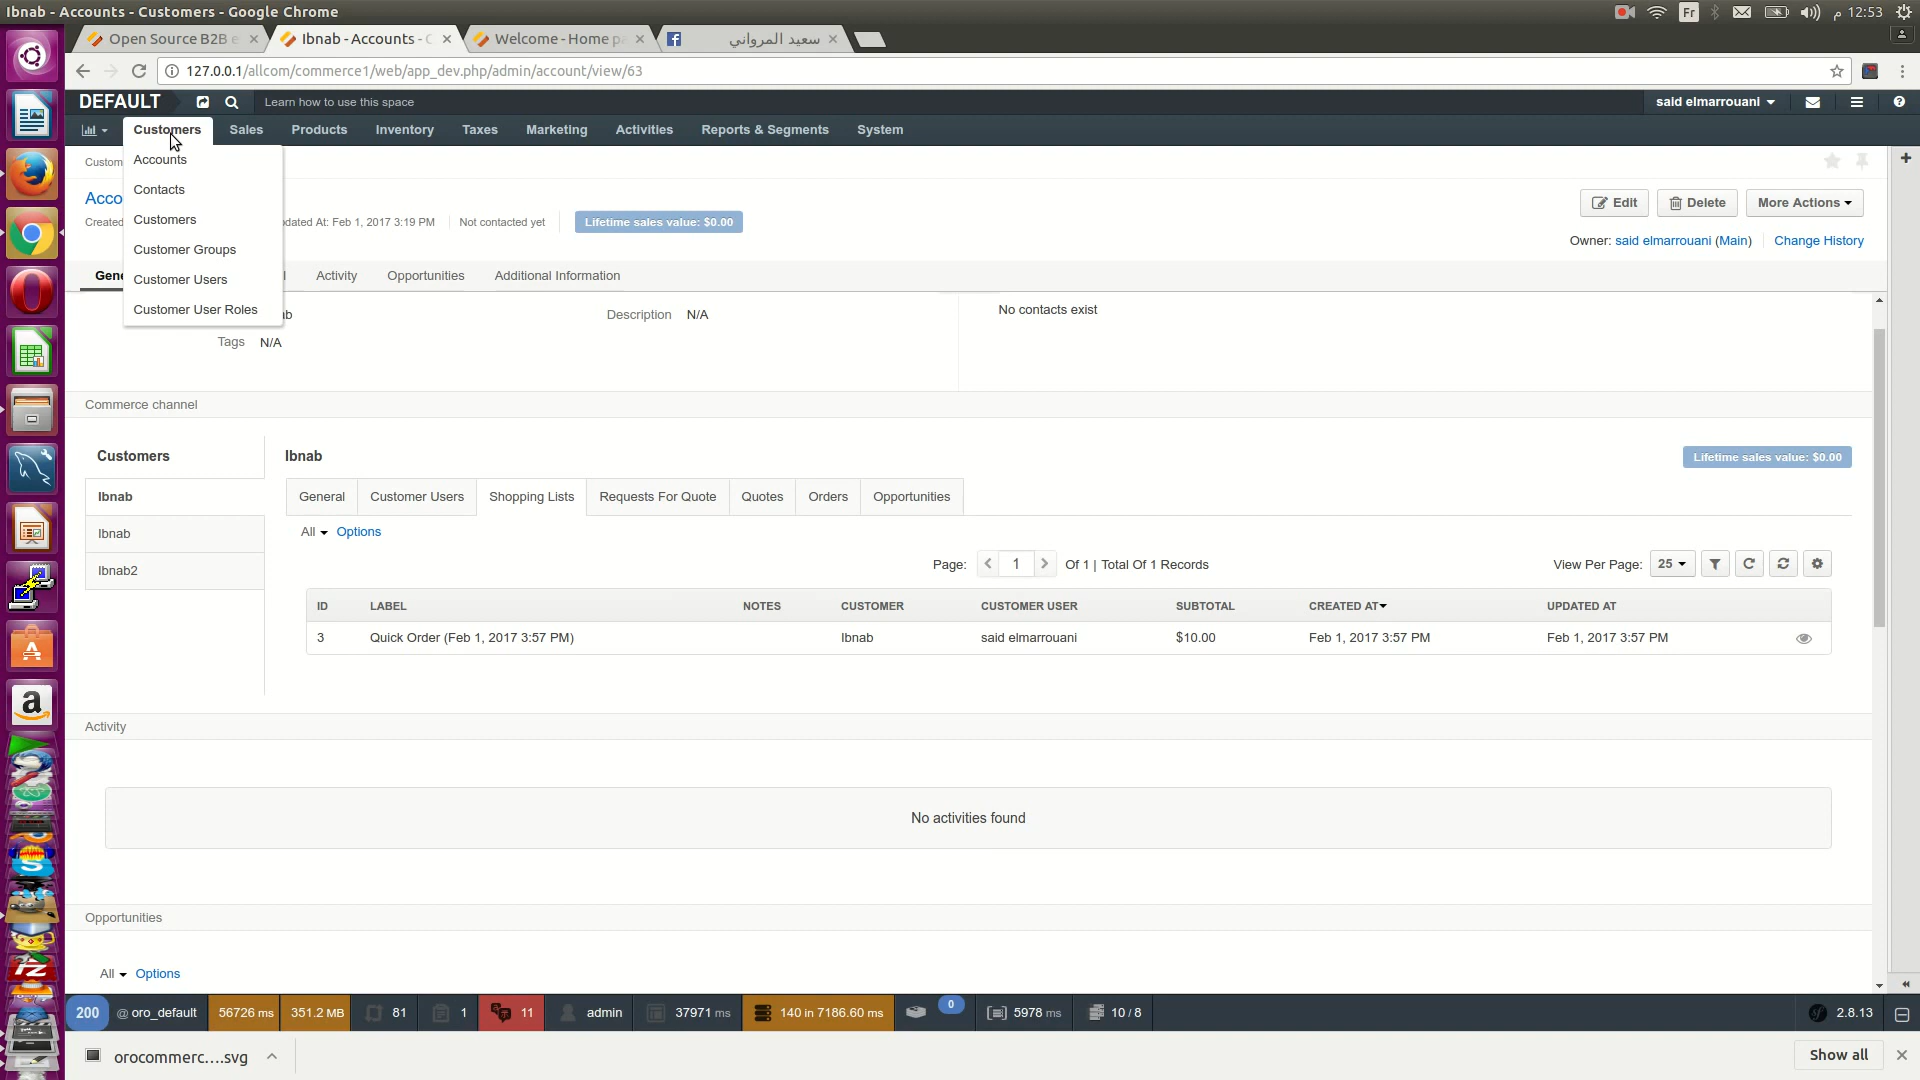 Ibnab - Accounts - Customers - Google Chrome
Fr
م 12:53
Open Source B2B e
Ibnab - Accounts - C
Welcome - Home pa
سعيد المرواني
127.0.0.1/allcom/commerce1/web/app_dev.php/admin/account/view/63
DEFAULT
Learn how to use this space
said elmarrouani
Customers
Sales
Products
Inventory
Taxes
Marketing
Activities
Reports & Segments
System
Accounts
Contacts
Customers
Customer Groups
Customer Users
Customer User Roles
Custom
Acco
Edit
Delete
More Actions
Created
dated At: Feb 1, 2017 3:19 PM
Not contacted yet
Lifetime sales value: $0.00
Owner: said elmarrouani (Main)
Change History
Gene
Activity
Opportunities
Additional Information
Description N/A
No contacts exist
Tags N/A
Commerce channel
Customers
Ibnab
Lifetime sales value: $0.00
Ibnab
Ibnab
Ibnab2
General
Customer Users
Shopping Lists
Requests For Quote
Quotes
Orders
Opportunities
All Options
Page: 1 Of 1 | Total Of 1 Records
View Per Page: 25
ID LABEL NOTES CUSTOMER CUSTOMER USER SUBTOTAL CREATED AT UPDATED AT
3 Quick Order (Feb 1, 2017 3:57 PM) Ibnab said elmarrouani $10.00 Feb 1, 2017 3:57 PM Feb 1, 2017 3:57 PM
Activity
No activities found
Opportunities
All Options
200 @ oro_default 56726 ms 351.2 MB 81 1 11 admin 37971 ms 140 in 7186.60 ms 0 5978 ms 10 / 8 2.8.13
orocommerc....svg
Show all